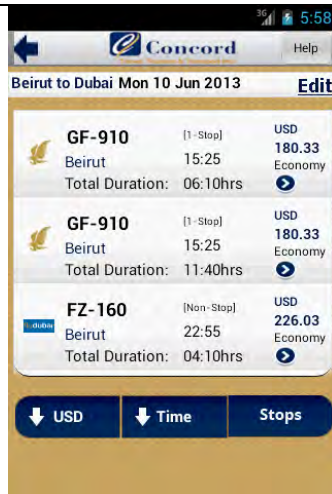 3G 5:58
Concord
Help
Beirut to Dubai Mon 10 Jun 2013 Edit
GF-910 [1-Stop] USD
180.33
Beirut 15:25 Economy
Total Duration: 06:10hrs
GF-910 [1-Stop] USD
180.33
Beirut 15:25 Economy
Total Duration: 11:40hrs
FZ-160 [Non-Stop] USD
226.03
Beirut 22:55 Economy
Total Duration: 04:10hrs
USD Time Stops